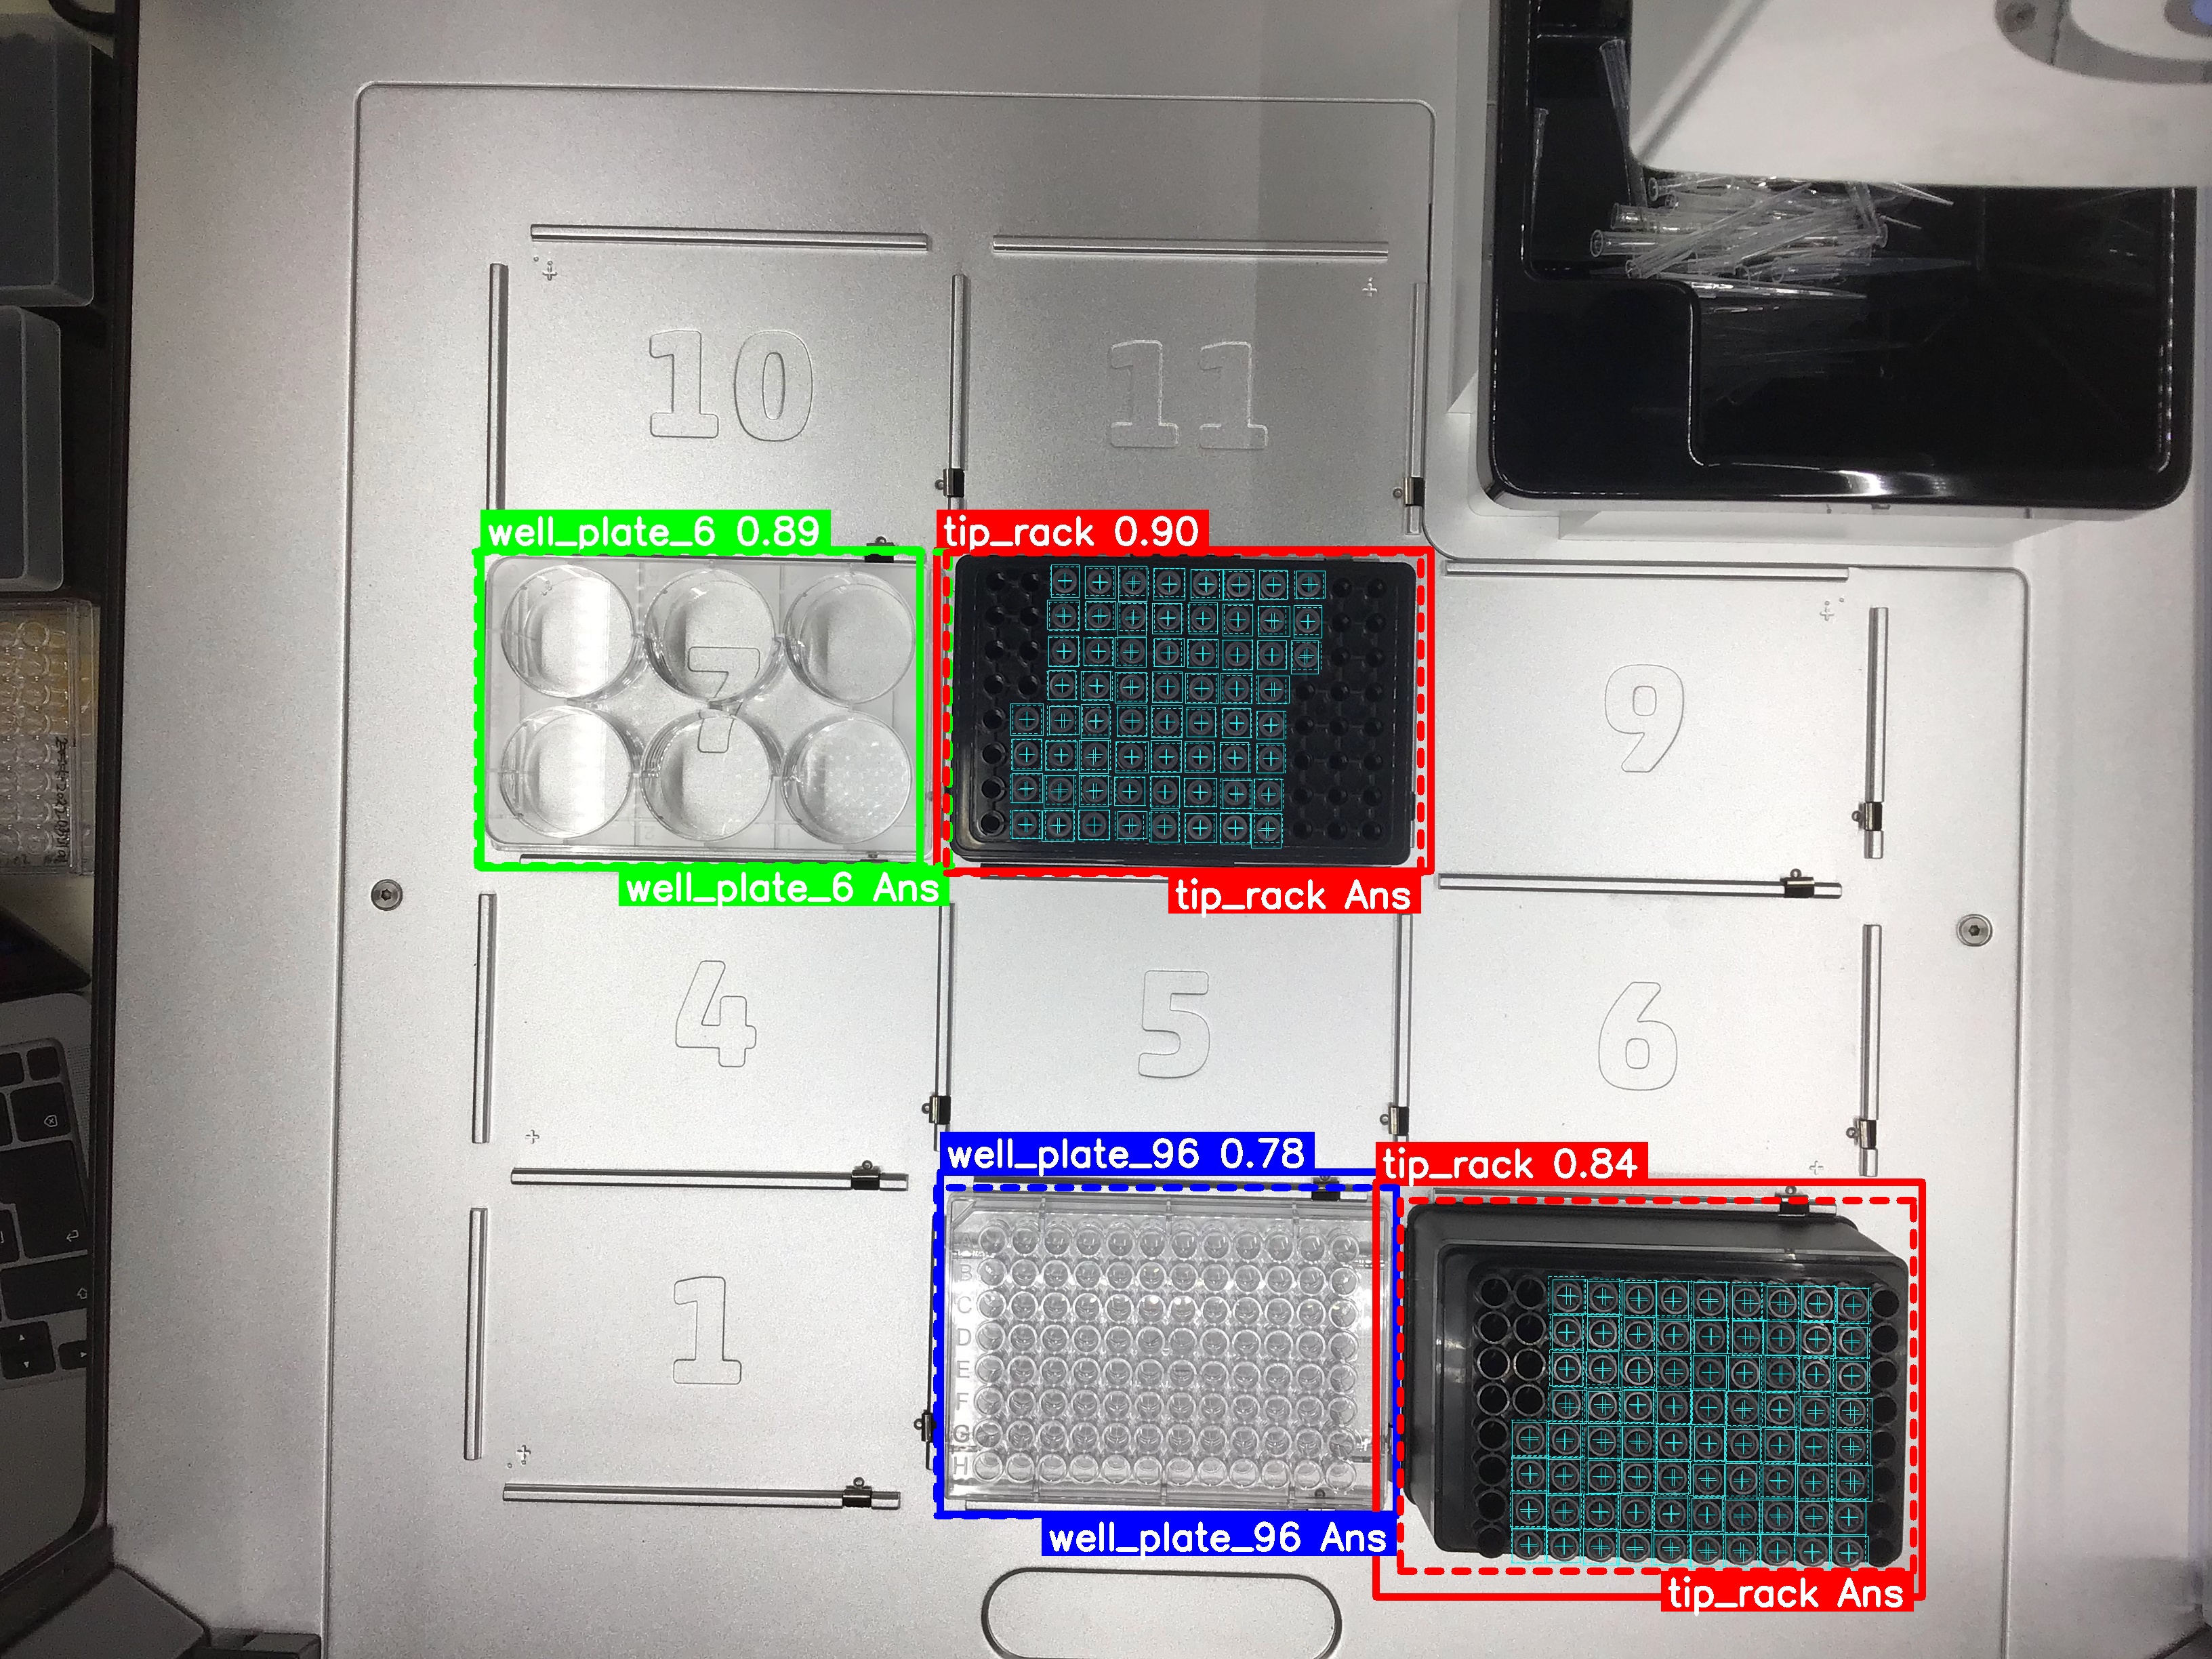 10
11
well_plate_6 0.89
tip_rack 0.90
7
9
well_plate_6 Ans
tip_rack Ans
4
5
6
well_plate_96 0.78
tip_rack 0.84
1
A
B
C
D
E
F
G
H
well_plate_96 Ans
tip_rack Ans